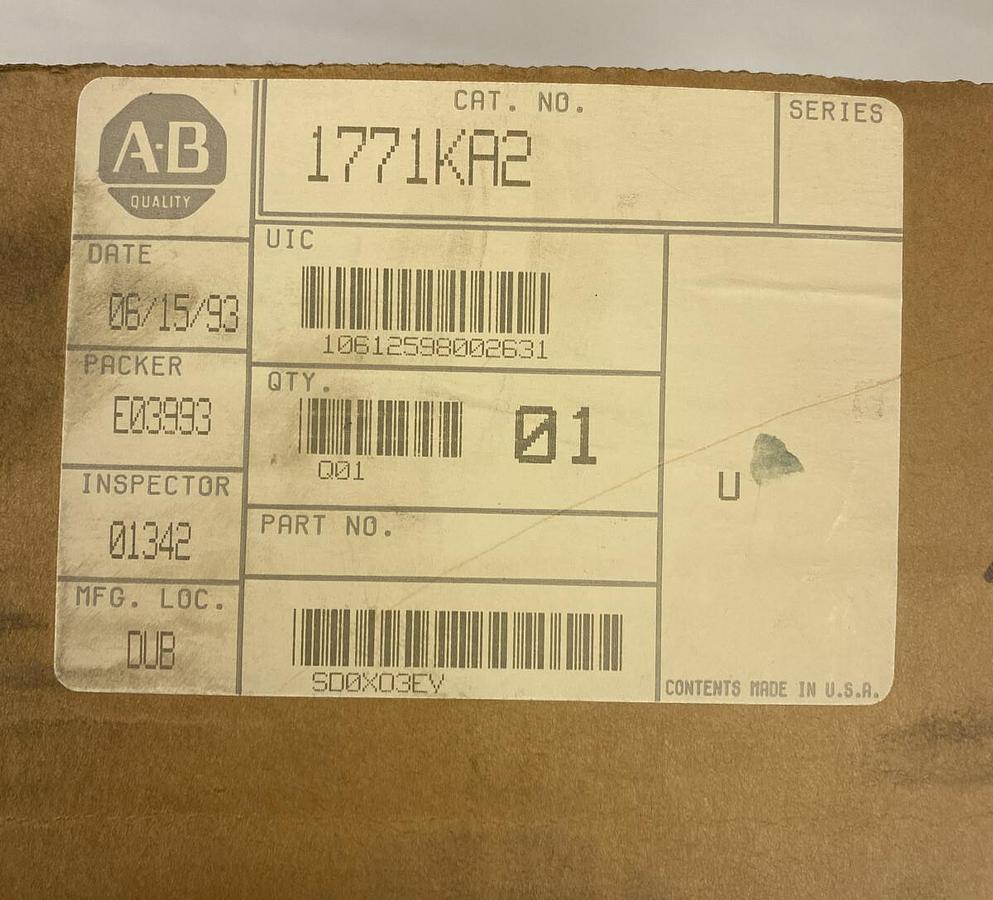 A-B
QUALITY
CAT. NO.
1771KA2
SERIES
DATE
06/15/93
PACKER
E03993
INSPECTOR
01342
MFG. LOC.
DUB
UIC
10612598002631
QTY.
Q01
01
PART NO.
SD0XO3EV
U
CONTENTS MADE IN U.S.A.